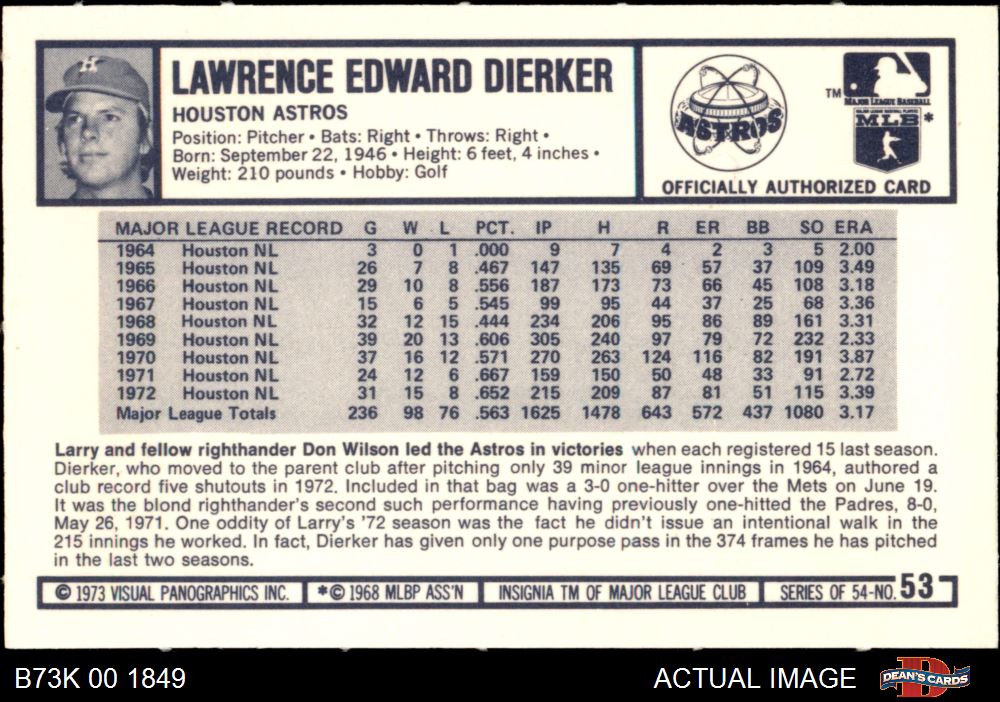 H
LAWRENCE EDWARD DIERKER
HOUSTON ASTROS
Position: Pitcher • Bats: Right • Throws: Right •
Born: September 22, 1946 • Height: 6 feet, 4 inches •
Weight: 210 pounds • Hobby: Golf
ASTROS
TM
MAJOR LEAGUE BASEBALL
MAJOR LEAGUE BASEBALL PLAYERS
MLB *
OFFICIALLY AUTHORIZED CARD
MAJOR LEAGUE RECORD G W L PCT. IP H R ER BB SO ERA
1964 Houston NL 3 0 1 .000 9 7 4 2 3 5 2.00
1965 Houston NL 26 7 8 .467 147 135 69 57 37 109 3.49
1966 Houston NL 29 10 8 .556 187 173 73 66 45 108 3.18
1967 Houston NL 15 6 5 .545 99 95 44 37 25 68 3.36
1968 Houston NL 32 12 15 .444 234 206 95 86 89 161 3.31
1969 Houston NL 39 20 13 .606 305 240 97 79 72 232 2.33
1970 Houston NL 37 16 12 .571 270 263 124 116 82 191 3.87
1971 Houston NL 24 12 6 .667 159 150 50 48 33 91 2.72
1972 Houston NL 31 15 8 .652 215 209 87 81 51 115 3.39
Major League Totals 236 98 76 .563 1625 1478 643 572 437 1080 3.17
Larry and fellow righthander Don Wilson led the Astros in victories when each registered 15 last season.
Dierker, who moved to the parent club after pitching only 39 minor league innings in 1964, authored a
club record five shutouts in 1972. Included in that bag was a 3-0 one-hitter over the Mets on June 19.
It was the blond righthander's second such performance having previously one-hitted the Padres, 8-0,
May 26, 1971. One oddity of Larry's '72 season was the fact he didn't issue an intentional walk in the
215 innings he worked. In fact, Dierker has given only one purpose pass in the 374 frames he has pitched
in the last two seasons.
© 1973 VISUAL PANOGRAPHICS INC. *© 1968 MLBP ASS'N INSIGNIA TM OF MAJOR LEAGUE CLUB SERIES OF 54-NO. 53
B73K 00 1849 ACTUAL IMAGE D DEAN'S CARDS